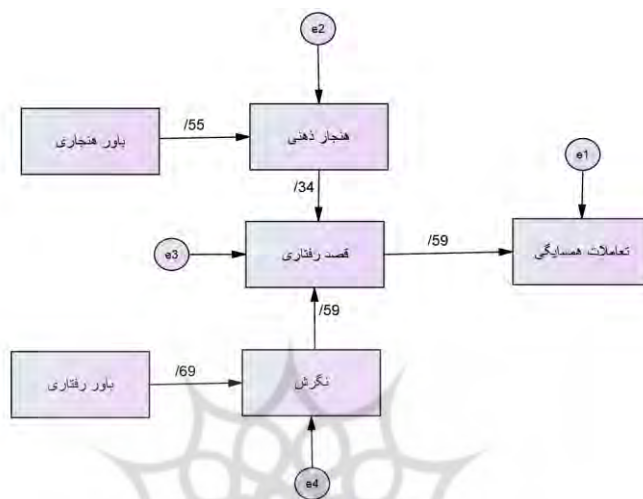 e2
باور هنجاری
/55
هنجار ذهنی
e1
/34
e3
قصد رفتاری
/59
تعاملات همسایگی
/59
باور رفتاری
/69
نگرش
e4